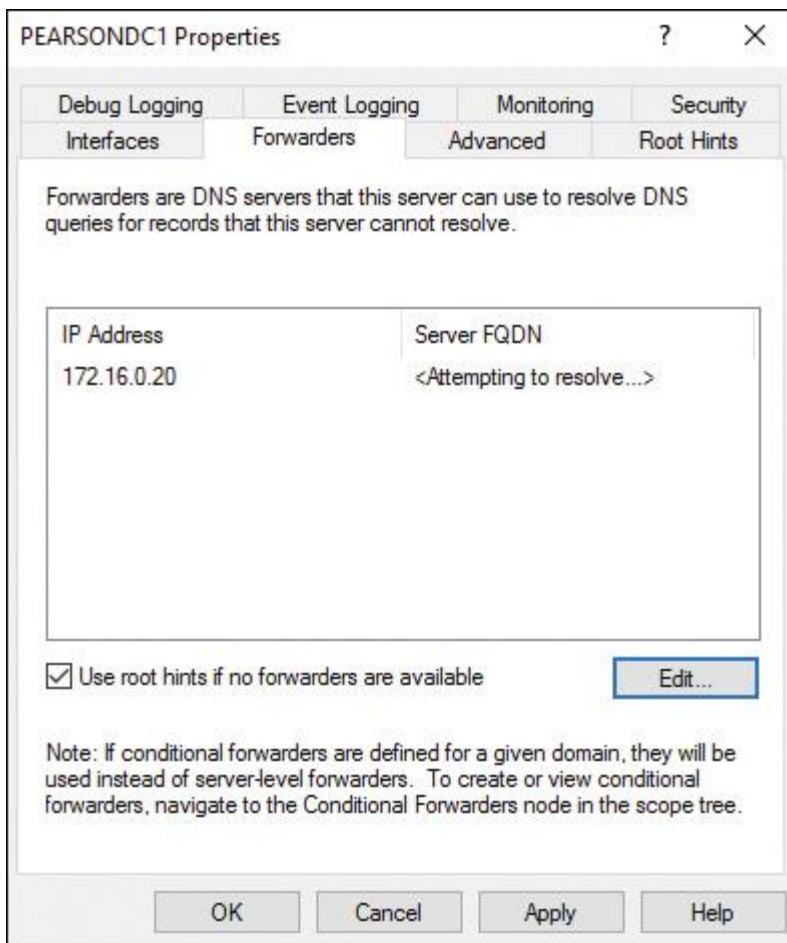 PEARSONDC1 Properties
?
Debug Logging Event Logging Monitoring Security
Interfaces Forwarders Advanced Root Hints
Forwarders are DNS servers that this server can use to resolve DNS
queries for records that this server cannot resolve.
IP Address Server FQDN
172.16.0.20 <Attempting to resolve...>
Use root hints if no forwarders are available Edit...
Note: If conditional forwarders are defined for a given domain, they will be
used instead of server-level forwarders. To create or view conditional
forwarders, navigate to the Conditional Forwarders node in the scope tree.
OK Cancel Apply Help